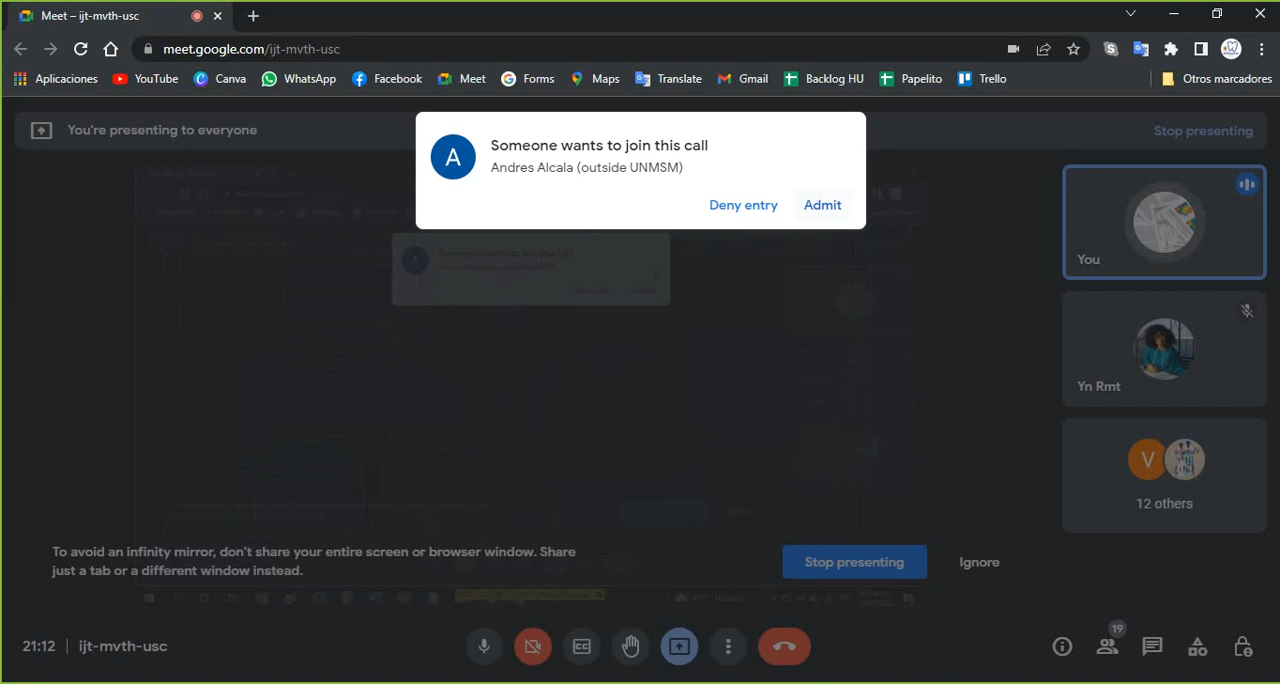 Meet – ijt-mvth-usc
meet.google.com/ijt-mvth-usc
Aplicaciones
YouTube
Canva
WhatsApp
Facebook
Meet
Forms
Maps
Translate
Gmail
Backlog HU
Papelito
Trello
Otros marcadores
You're presenting to everyone
Stop presenting
A
Someone wants to join this call
Andres Alcala (outside UNMSM)
Deny entry
Admit
You
Yn Rmt
V
12 others
To avoid an infinity mirror, don't share your entire screen or browser window. Share
just a tab or a different window instead.
Stop presenting
Ignore
21:12
ijt-mvth-usc
19